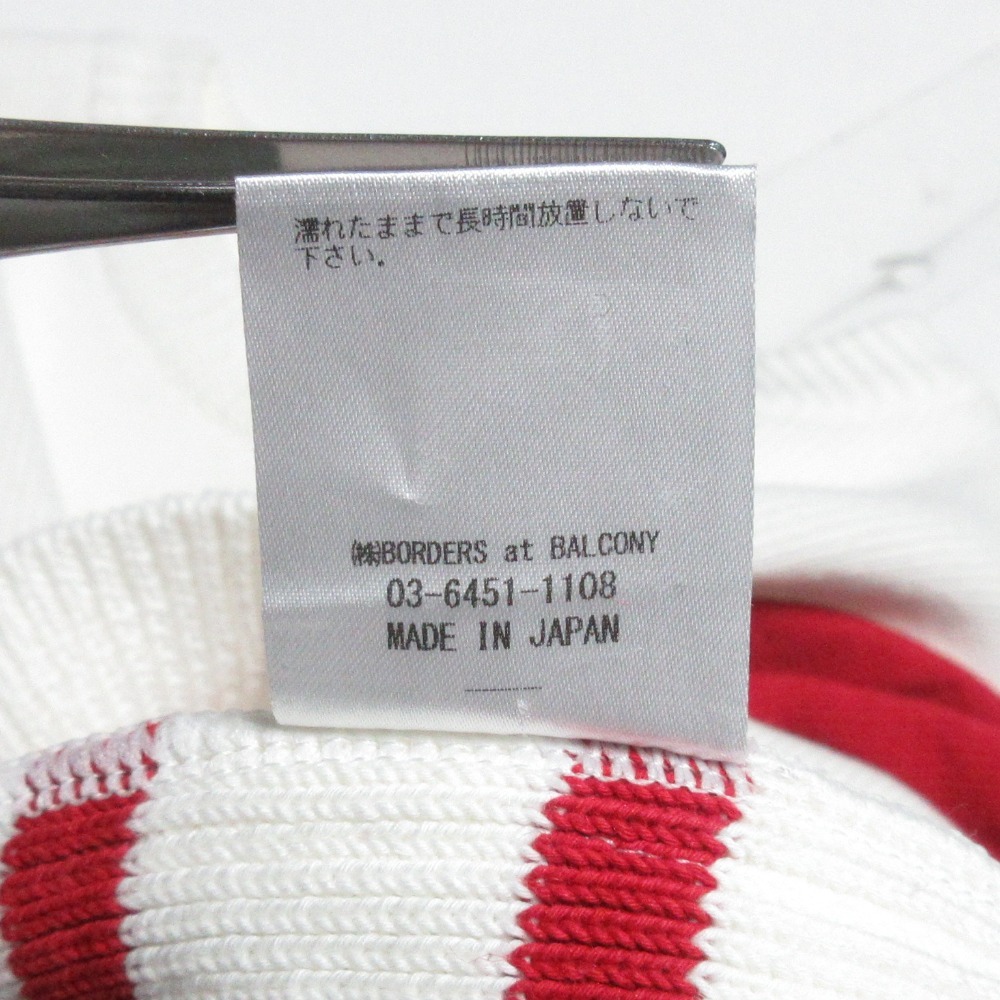 濡れたままで長時間放置しないで
下さい。
㈱BORDERS at BALCONY
03-6451-1108
MADE IN JAPAN